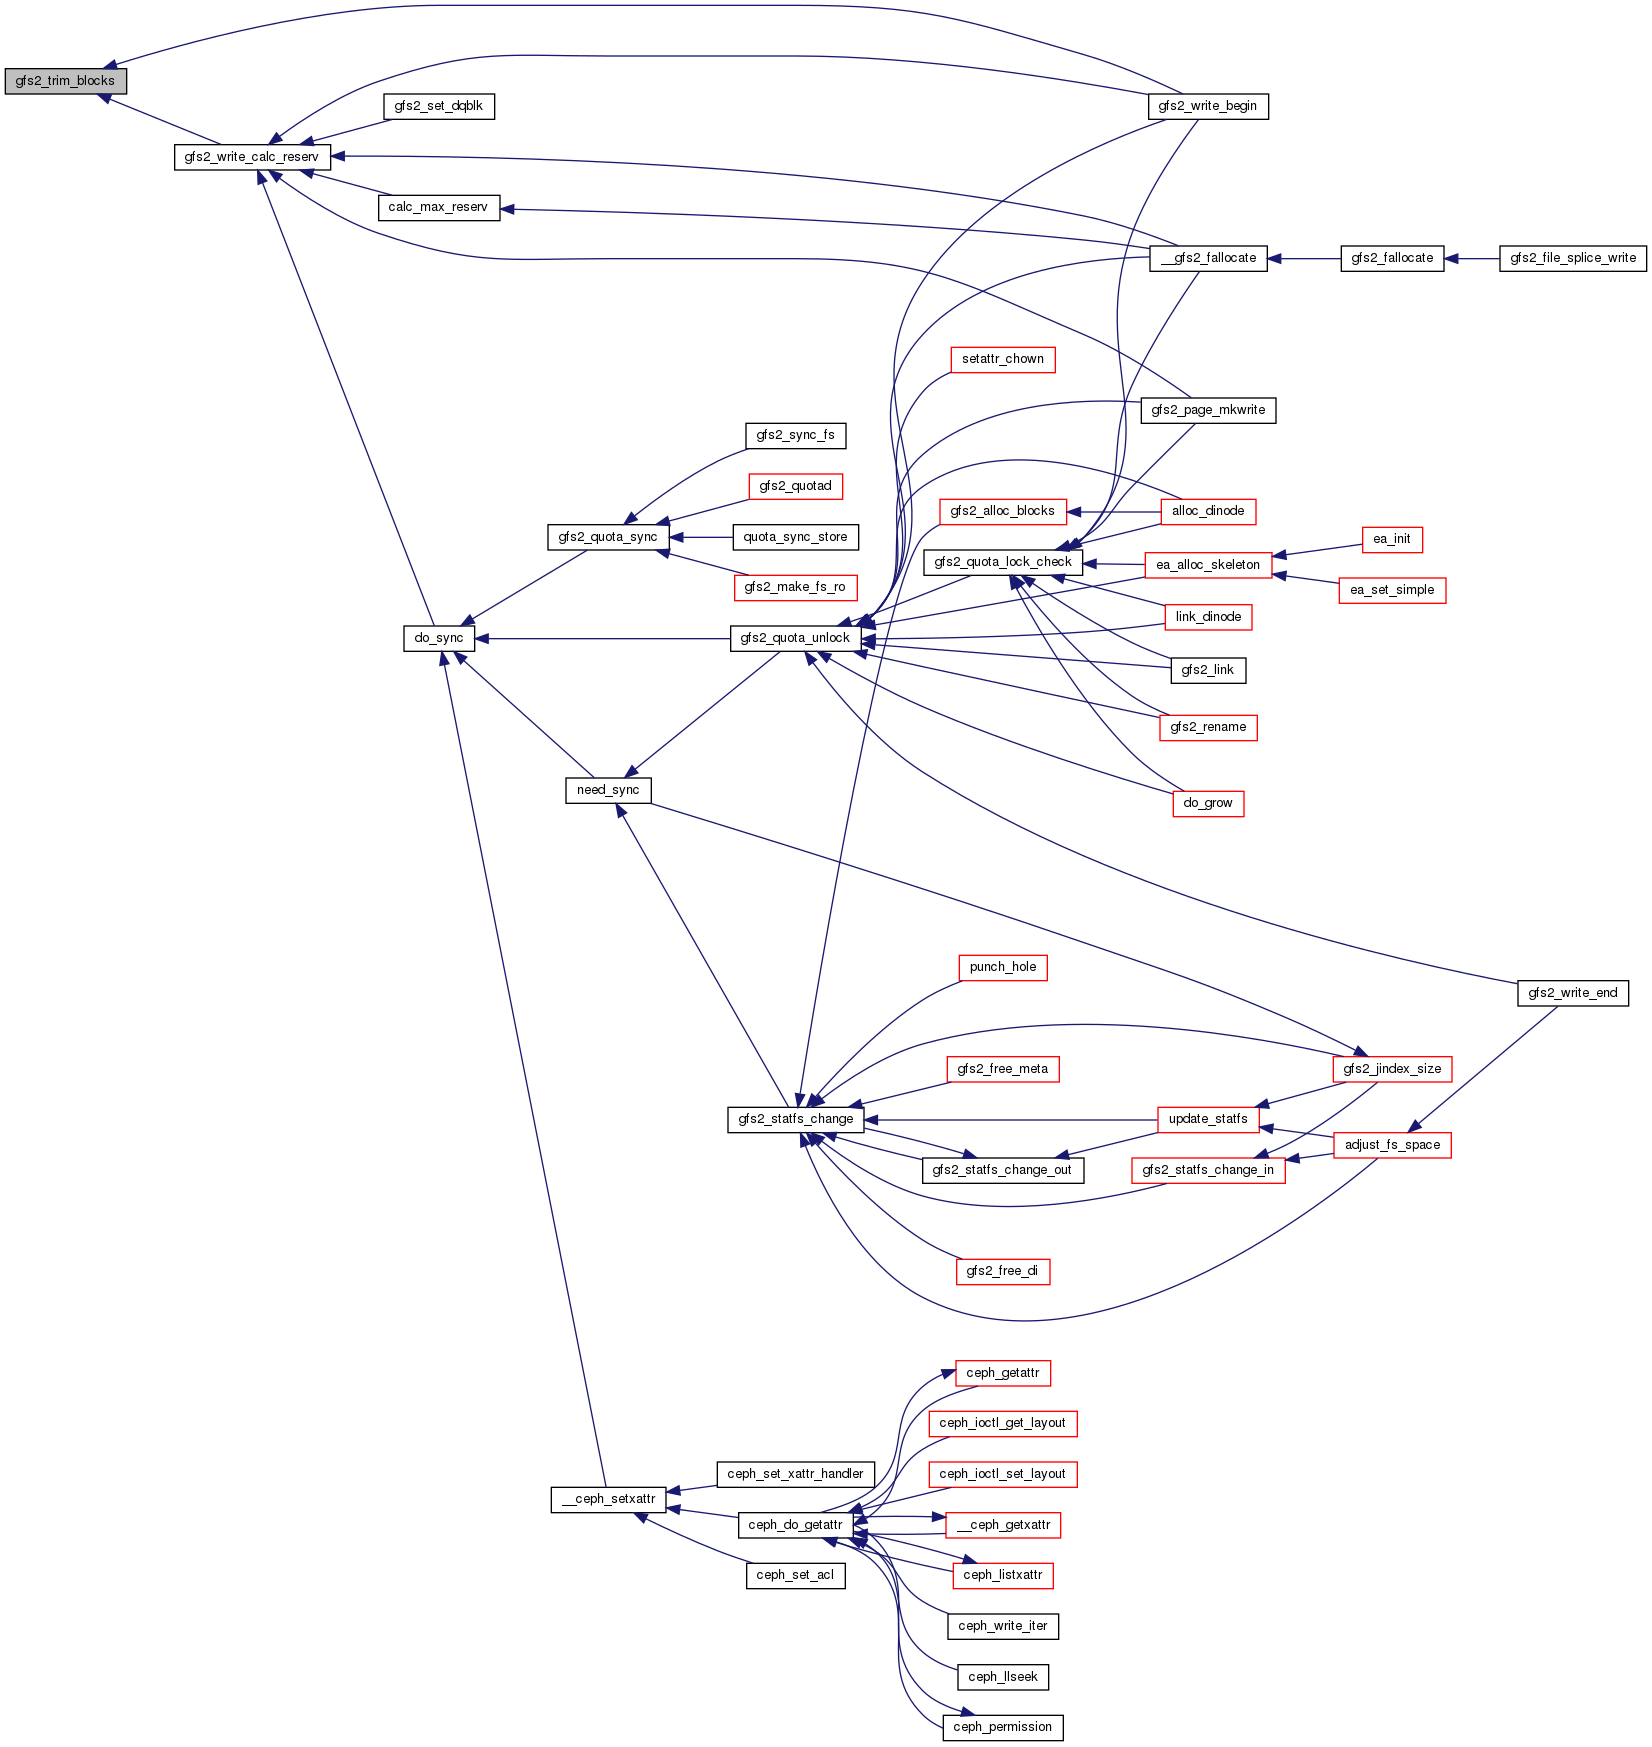 gfs2_trim_blocks
gfs2_write_begin
gfs2_set_dqblk
gfs2_write_calc_reserv
calc_max_reserv
__gfs2_fallocate
gfs2_fallocate
gfs2_file_splice_write
setattr_chown
gfs2_page_mkwrite
gfs2_sync_fs
gfs2_quotad
gfs2_alloc_blocks
alloc_dinode
gfs2_quota_sync
quota_sync_store
ea_init
gfs2_quota_lock_check
ea_alloc_skeleton
gfs2_make_fs_ro
ea_set_simple
link_dinode
do_sync
gfs2_quota_unlock
gfs2_link
gfs2_rename
need_sync
do_grow
punch_hole
gfs2_write_end
gfs2_free_meta
gfs2_jindex_size
gfs2_statfs_change
update_statfs
adjust_fs_space
gfs2_statfs_change_out
gfs2_statfs_change_in
gfs2_free_di
ceph_getattr
ceph_ioctl_get_layout
ceph_set_xattr_handler
ceph_ioctl_set_layout
__ceph_setxattr
ceph_do_getattr
__ceph_getxattr
ceph_set_acl
ceph_listxattr
ceph_write_iter
ceph_llseek
ceph_permission